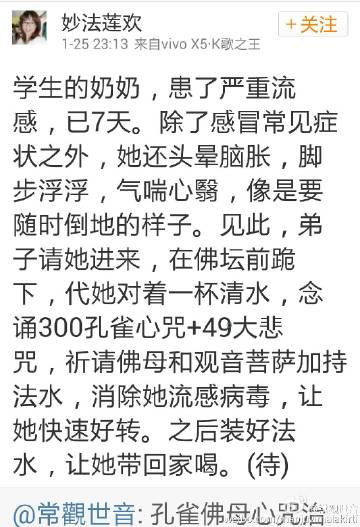 妙法莲欢
1-25 23:13 来自vivo X5·K歌之王
+关注
学生的奶奶，患了严重流
感，已7天。除了感冒常见症
状之外，她还头晕脑胀，脚
步浮浮，气喘心翳，像是要
随时倒地的样子。见此，弟
子请她进来，在佛坛前跪
下，代她对着一杯清水，念
诵300孔雀心咒+49大悲
咒，祈请佛母和观音菩萨加持
法水，消除她流感病毒，让
她快速好转。之后装好法
水，让她带回家喝。(待)
@常觀世音: 孔雀佛母心咒治